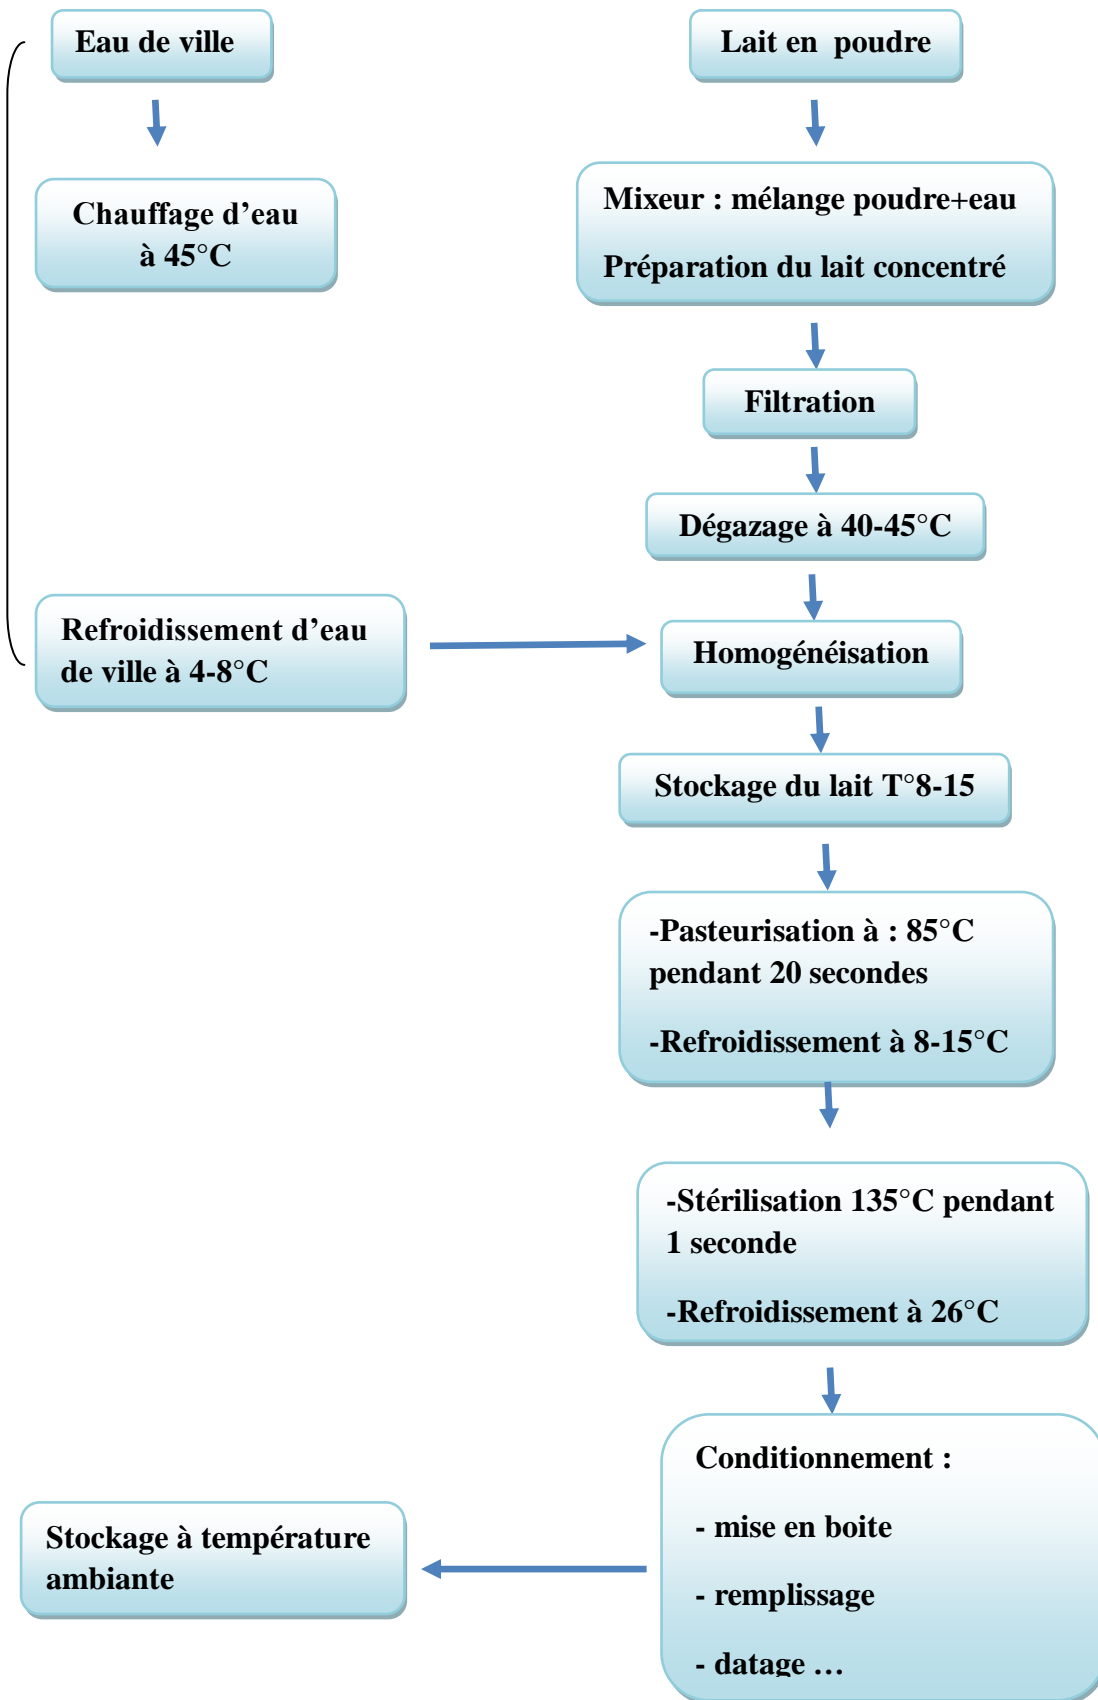 Eau de ville
Lait en poudre
Chauffage d’eau
à 45°C
Mixeur : mélange poudre+eau
Préparation du lait concentré
Filtration
Dégazage à 40-45°C
Refroidissement d’eau
de ville à 4-8°C
Homogénéisation
Stockage du lait T°8-15
-Pasteurisation à : 85°C
pendant 20 secondes
-Refroidissement à 8-15°C
-Stérilisation 135°C pendant
1 seconde
-Refroidissement à 26°C
Conditionnement :
- mise en boite
- remplissage
- datage …
Stockage à température
ambiante